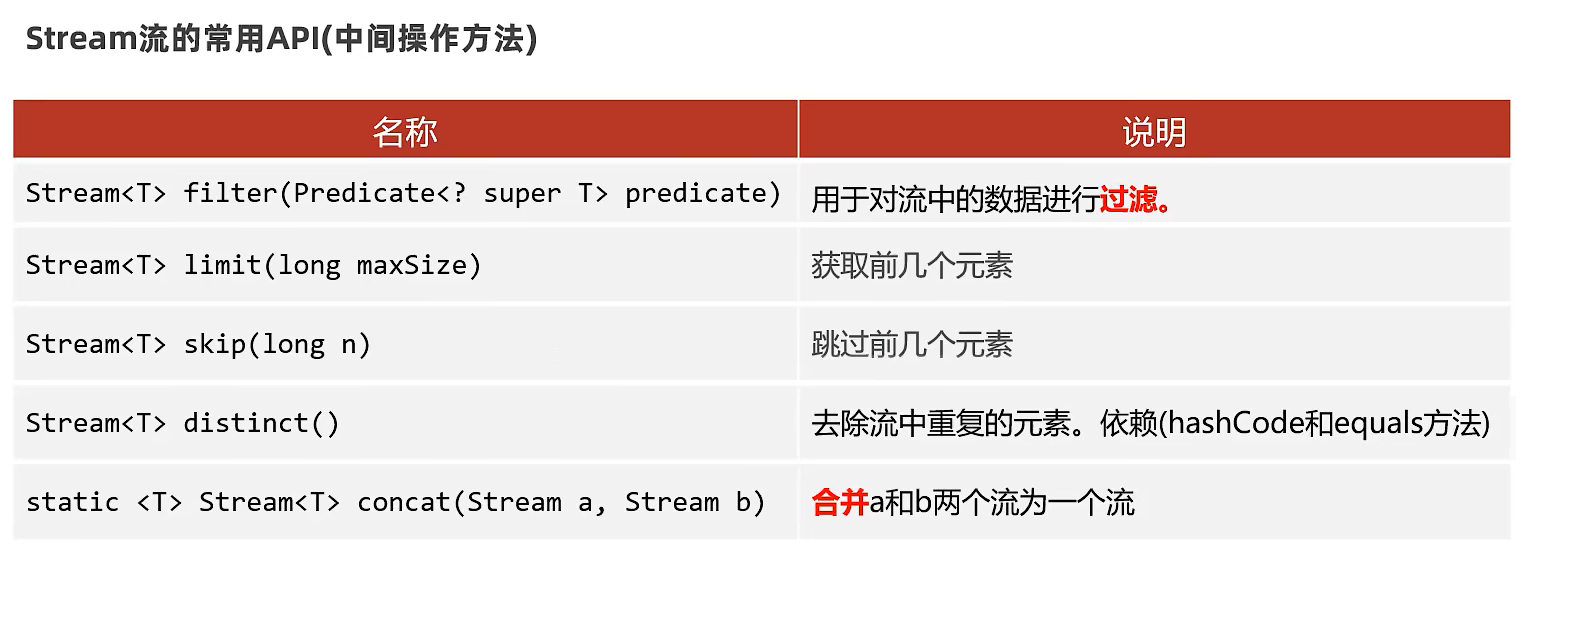 Stream流的常用API(中间操作方法)
名称 说明
Stream<T> filter(Predicate<? super T> predicate) 用于对流中的数据进行过滤。
Stream<T> limit(long maxSize) 获取前几个元素
Stream<T> skip(long n) 跳过前几个元素
Stream<T> distinct() 去除流中重复的元素。依赖(hashCode和equals方法)
static <T> Stream<T> concat(Stream a, Stream b) 合并a和b两个流为一个流